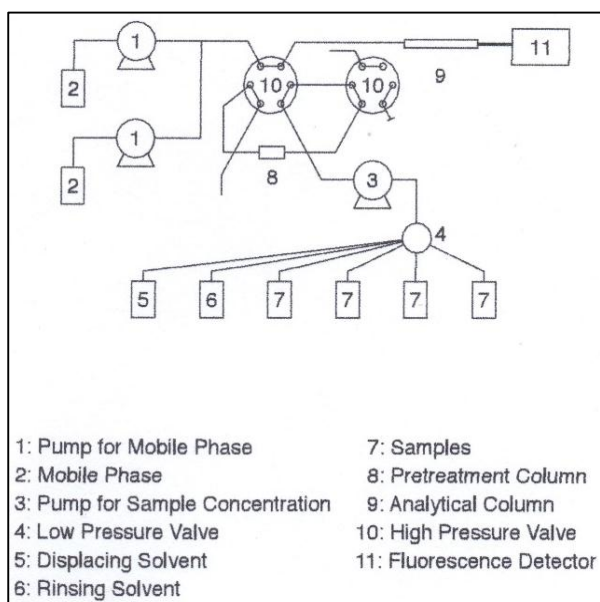 1
11
2
10
10
9
1
2
8
3
4
5
6
7
7
7
7
1: Pump for Mobile Phase
2: Mobile Phase
3: Pump for Sample Concentration
4: Low Pressure Valve
5: Displacing Solvent
6: Rinsing Solvent
7: Samples
8: Pretreatment Column
9: Analytical Column
10: High Pressure Valve
11: Fluorescence Detector